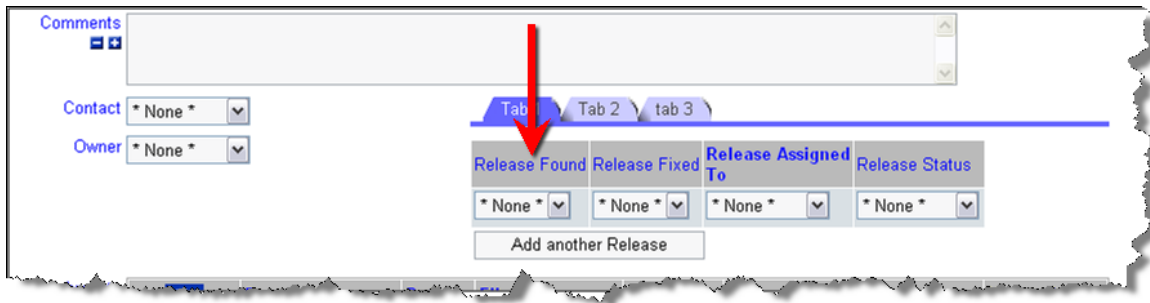 Comments
Contact * None *
Tab 1 Tab 2 tab 3
Owner * None *
Release Found Release Fixed Release Assigned To Release Status
* None * * None * * None * * None *
Add another Release